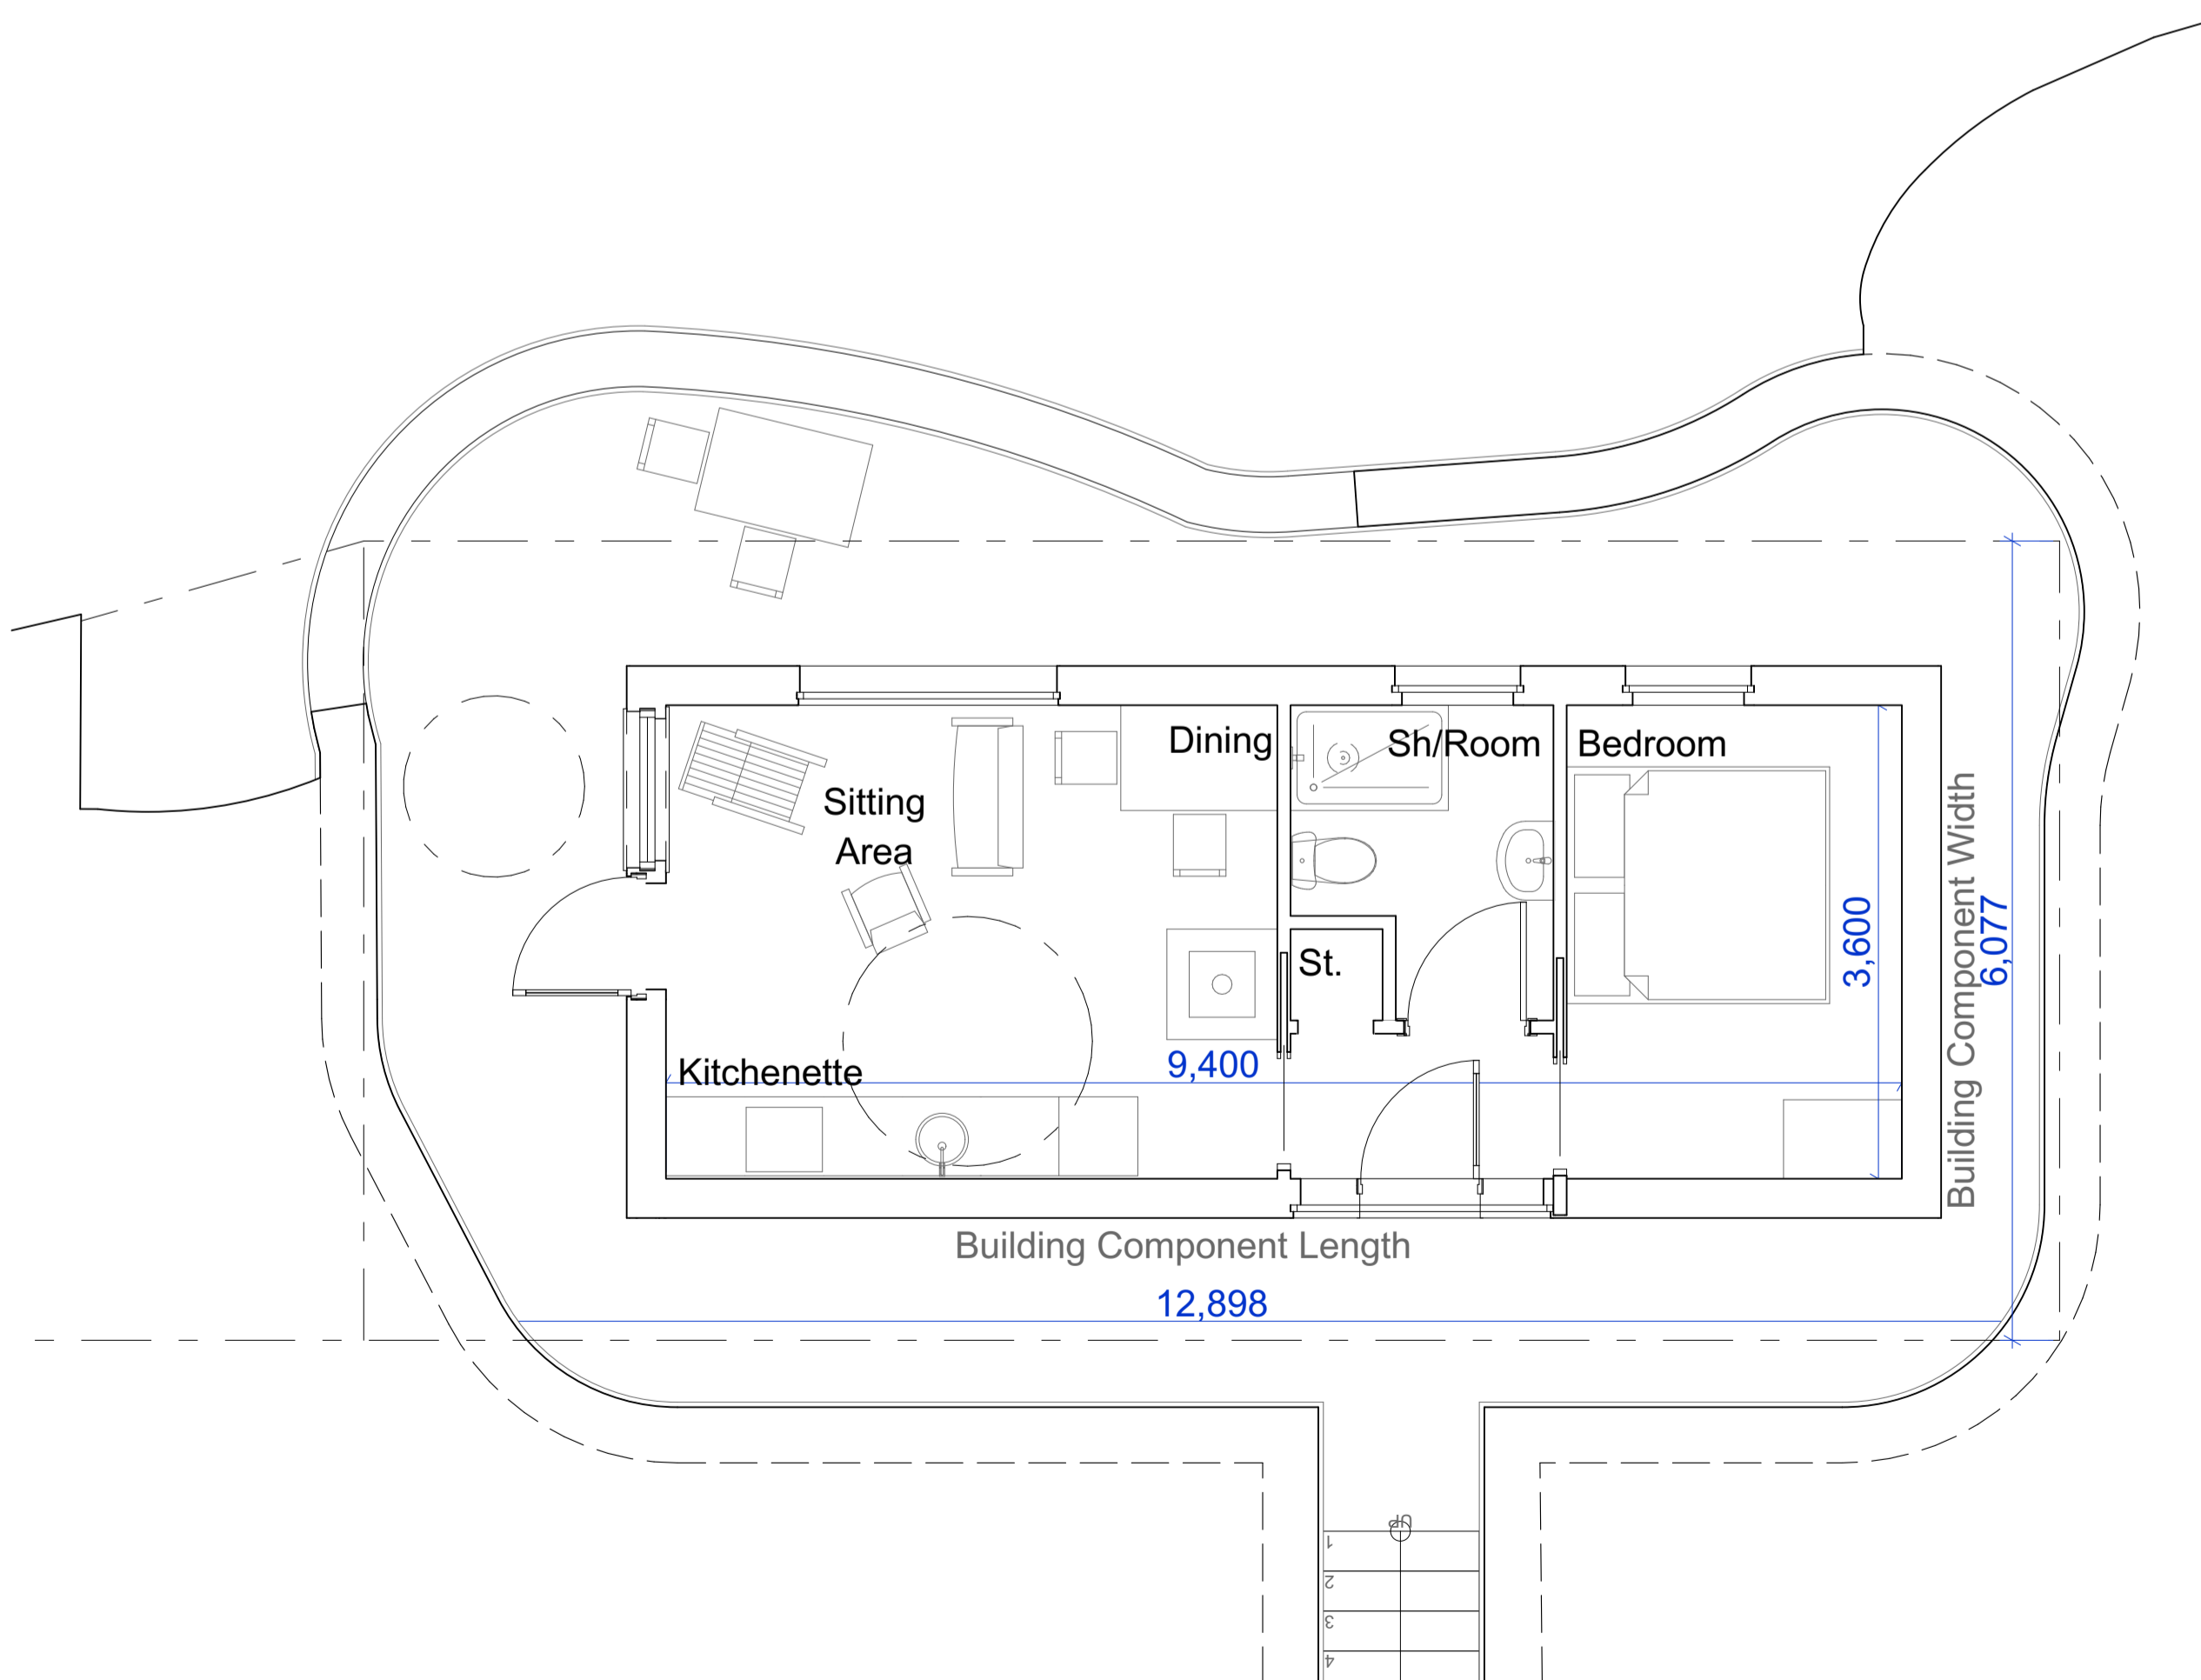 Dining
Sh/Room
Bedroom
Sitting
Area
St.
Kitchenette
9,400
3,600
6,077
Building Component Width
Building Component Length
12,898
UP
1
2
3
4